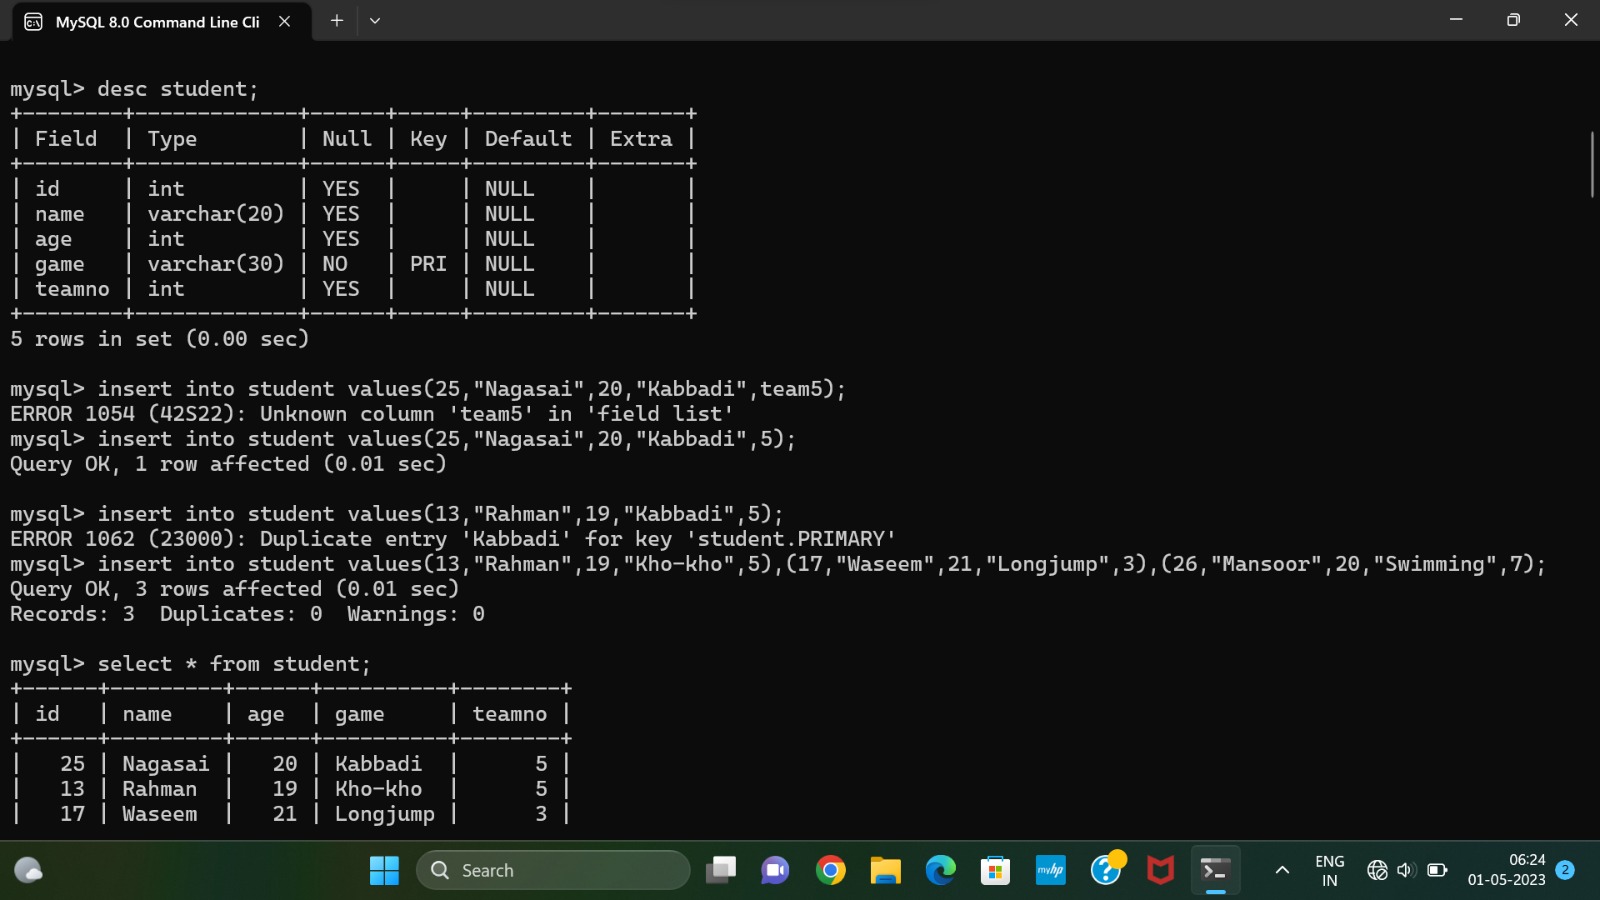 MySQL 8.0 Command Line Cli
mysql> desc student;
+--------+-------------+------+-----+---------+-------+
| Field  | Type        | Null | Key | Default | Extra |
+--------+-------------+------+-----+---------+-------+
| id     | int         | YES  |     | NULL    |       |
| name   | varchar(20) | YES  |     | NULL    |       |
| age    | int         | YES  |     | NULL    |       |
| game   | varchar(30) | NO   | PRI | NULL    |       |
| teamno | int         | YES  |     | NULL    |       |
+--------+-------------+------+-----+---------+-------+
5 rows in set (0.00 sec)
mysql> insert into student values(25,"Nagasai",20,"Kabbadi",team5);
ERROR 1054 (42S22): Unknown column 'team5' in 'field list'
mysql> insert into student values(25,"Nagasai",20,"Kabbadi",5);
Query OK, 1 row affected (0.01 sec)
mysql> insert into student values(13,"Rahman",19,"Kabbadi",5);
ERROR 1062 (23000): Duplicate entry 'Kabbadi' for key 'student.PRIMARY'
mysql> insert into student values(13,"Rahman",19,"Kho-kho",5),(17,"Waseem",21,"Longjump",3),(26,"Mansoor",20,"Swimming",7);
Query OK, 3 rows affected (0.01 sec)
Records: 3  Duplicates: 0  Warnings: 0
mysql> select * from student;
+------+---------+------+----------+--------+
| id   | name    | age  | game     | teamno |
+------+---------+------+----------+--------+
|   25 | Nagasai |   20 | Kabbadi  |      5 |
|   13 | Rahman  |   19 | Kho-kho  |      5 |
|   17 | Waseem  |   21 | Longjump |      3 |
Search
myhp
ENG
IN
06:24
01-05-2023
2